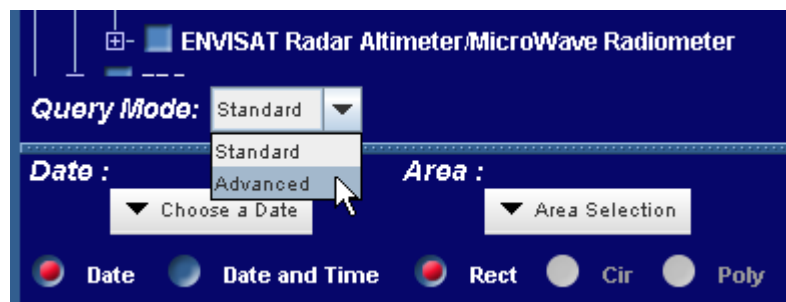 ENVISAT Radar Altimeter/MicroWave Radiometer
Query Mode: Standard
Standard
Advanced
Date : Area :
Choose a Date Area Selection
Date Date and Time Rect Cir Poly